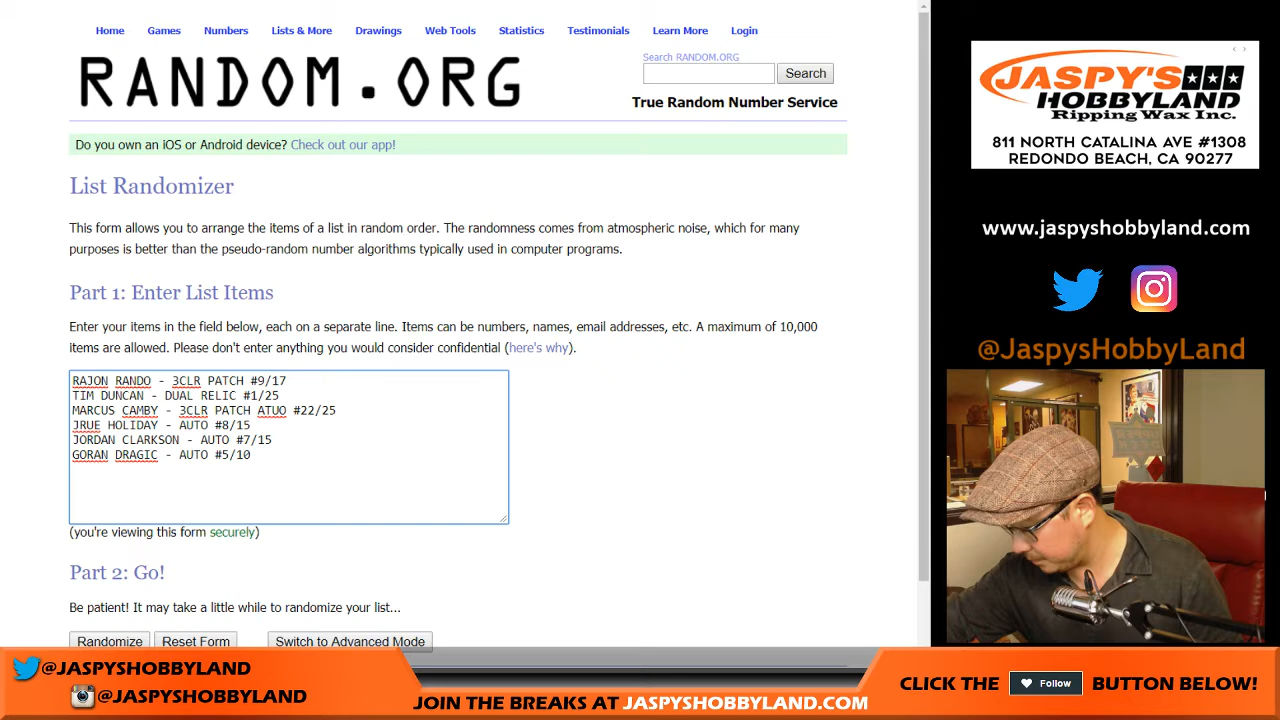 Home Games Numbers Lists & More Drawings Web Tools Statistics Testimonials Learn More Login
RANDOM.ORG
Search RANDOM.ORG
Search
True Random Number Service
Do you own an iOS or Android device? Check out our app!
List Randomizer
This form allows you to arrange the items of a list in random order. The randomness comes from atmospheric noise, which for many
purposes is better than the pseudo-random number algorithms typically used in computer programs.
Part 1: Enter List Items
Enter your items in the field below, each on a separate line. Items can be numbers, names, email addresses, etc. A maximum of 10,000
items are allowed. Please don't enter anything you would consider confidential (here's why).
RAJON RANDO - 3CLR PATCH #9/17
TIM DUNCAN - DUAL RELIC #1/25
MARCUS CAMBY - 3CLR PATCH ATUO #22/25
JRUE HOLIDAY - AUTO #8/15
JORDAN CLARKSON - AUTO #7/15
GORAN DRAGIC - AUTO #5/10
(you're viewing this form securely)
Part 2: Go!
Be patient! It may take a little while to randomize your list...
Randomize Reset Form Switch to Advanced Mode
JASPY'S
HOBBYLAND
Ripping Wax Inc.
811 NORTH CATALINA AVE #1308
REDONDO BEACH, CA 90277
www.jaspyshobbyland.com
@JaspysHobbyLand
@JASPYSHOBBYLAND
@JASPYSHOBBYLAND
JOIN THE BREAKS AT JASPYSHOBBYLAND.COM
CLICK THE Follow BUTTON BELOW!